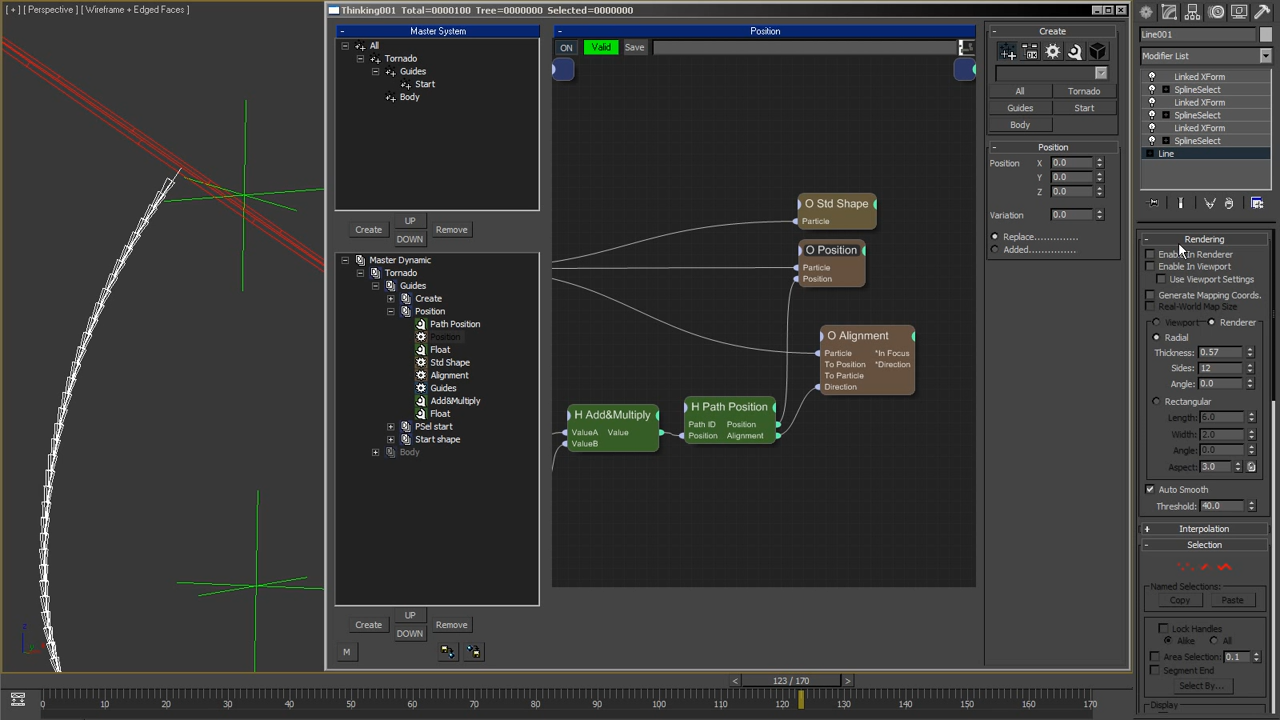 [ + ] [ Perspective ] [ Wireframe + Edged Faces ]
Thinking001 Total=0000100 Tree=0000000 Selected=0000000
Master System
All
Tornado
Guides
Start
Body
Create
UP
DOWN
Remove
Master Dynamic
Tornado
Guides
Create
Position
Path Position
Position
Float
Std Shape
Alignment
Guides
Add&Multiply
Float
PSel start
Start shape
Body
Create
UP
DOWN
Remove
M
Position
ON
Valid
Save
O Std Shape
Particle
O Position
Particle
Position
O Alignment
Particle *In Focus
To Position *Direction
To Particle
Direction
H Add&Multiply
ValueA Value
ValueB
H Path Position
Path ID Position
Position Alignment
Create
All Tornado
Guides Start
Body
Position
Position X 0.0
Y 0.0
Z 0.0
Variation 0.0
Replace.............
Added...............
Line001
Modifier List
Linked XForm
SplineSelect
Linked XForm
SplineSelect
Linked XForm
SplineSelect
Line
Rendering
Enable In Renderer
Enable In Viewport
Use Viewport Settings
Generate Mapping Coords.
Real-World Map Size
Viewport Renderer
Radial
Thickness: 0.57
Sides: 12
Angle: 0.0
Rectangular
Length: 6.0
Width: 2.0
Angle: 0.0
Aspect: 3.0
Auto Smooth
Threshold: 40.0
Interpolation
Selection
Named Selections:
Copy Paste
Lock Handles
Alike All
Area Selection: 0.1
Segment End
Select By...
Display
< 123 / 170 >
0 10 20 30 40 50 60 70 80 90 100 110 120 130 140 150 160 170